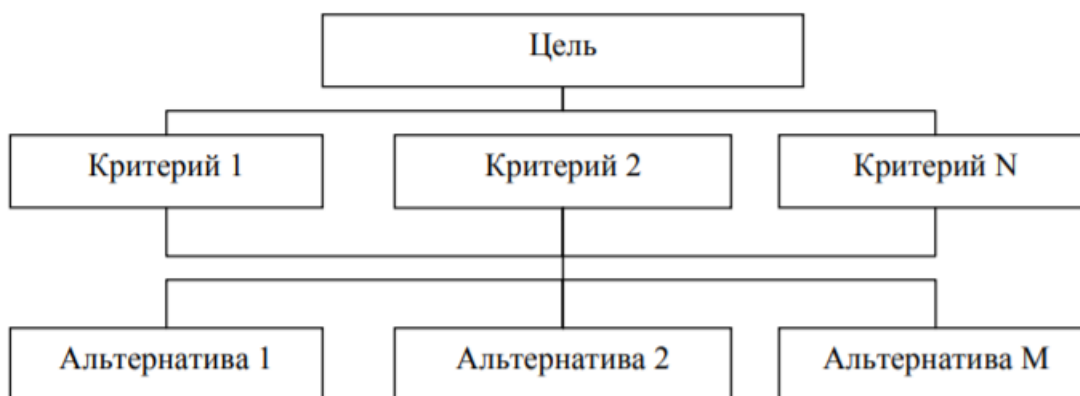 Цель
Критерий 1
Критерий 2
Критерий N
Альтернатива 1
Альтернатива 2
Альтернатива М